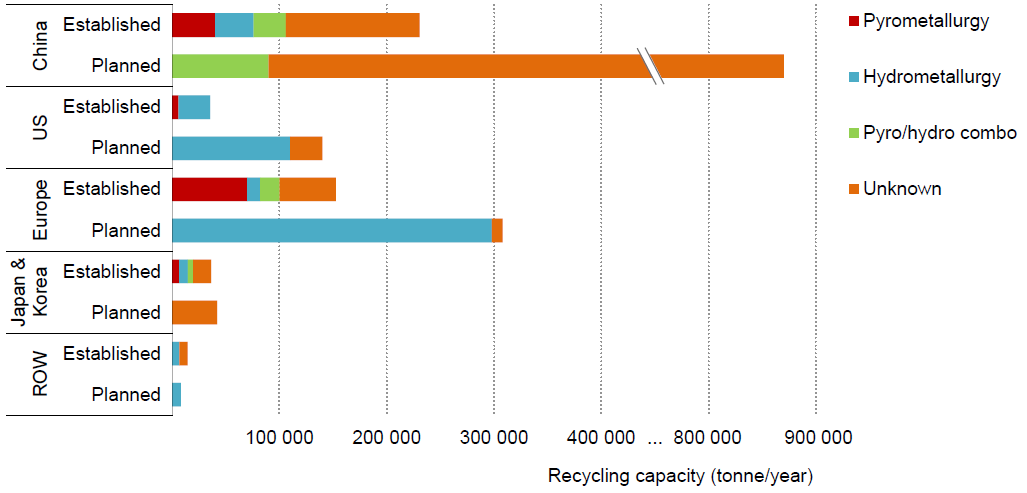 China
Established
Planned
US
Established
Planned
Europe
Established
Planned
Japan &
Korea
Established
Planned
ROW
Established
Planned
100 000 200 000 300 000 400 000 ... 800 000 900 000
Recycling capacity (tonne/year)
Pyrometallurgy
Hydrometallurgy
Pyro/hydro combo
Unknown